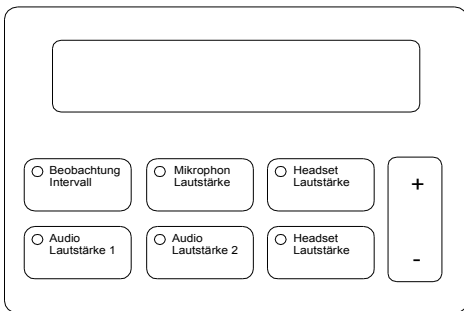 Beobachtung
Intervall
Mikrophon
Lautstärke
Headset
Lautstärke
+
Audio
Lautstärke 1
Audio
Lautstärke 2
Headset
Lautstärke
-